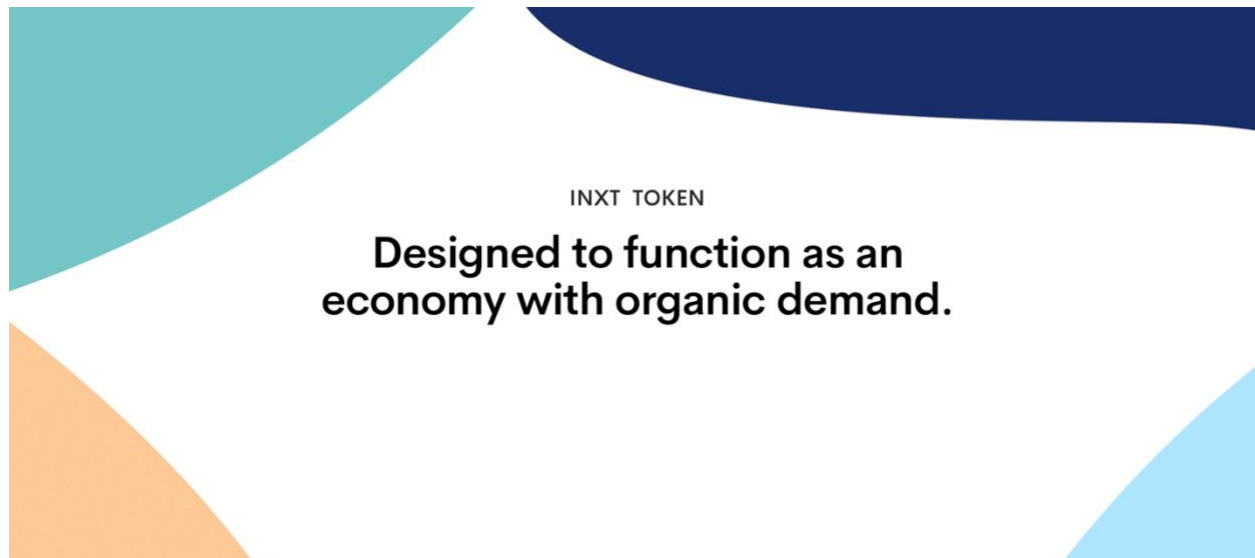 INXT TOKEN
Designed to function as an
economy with organic demand.